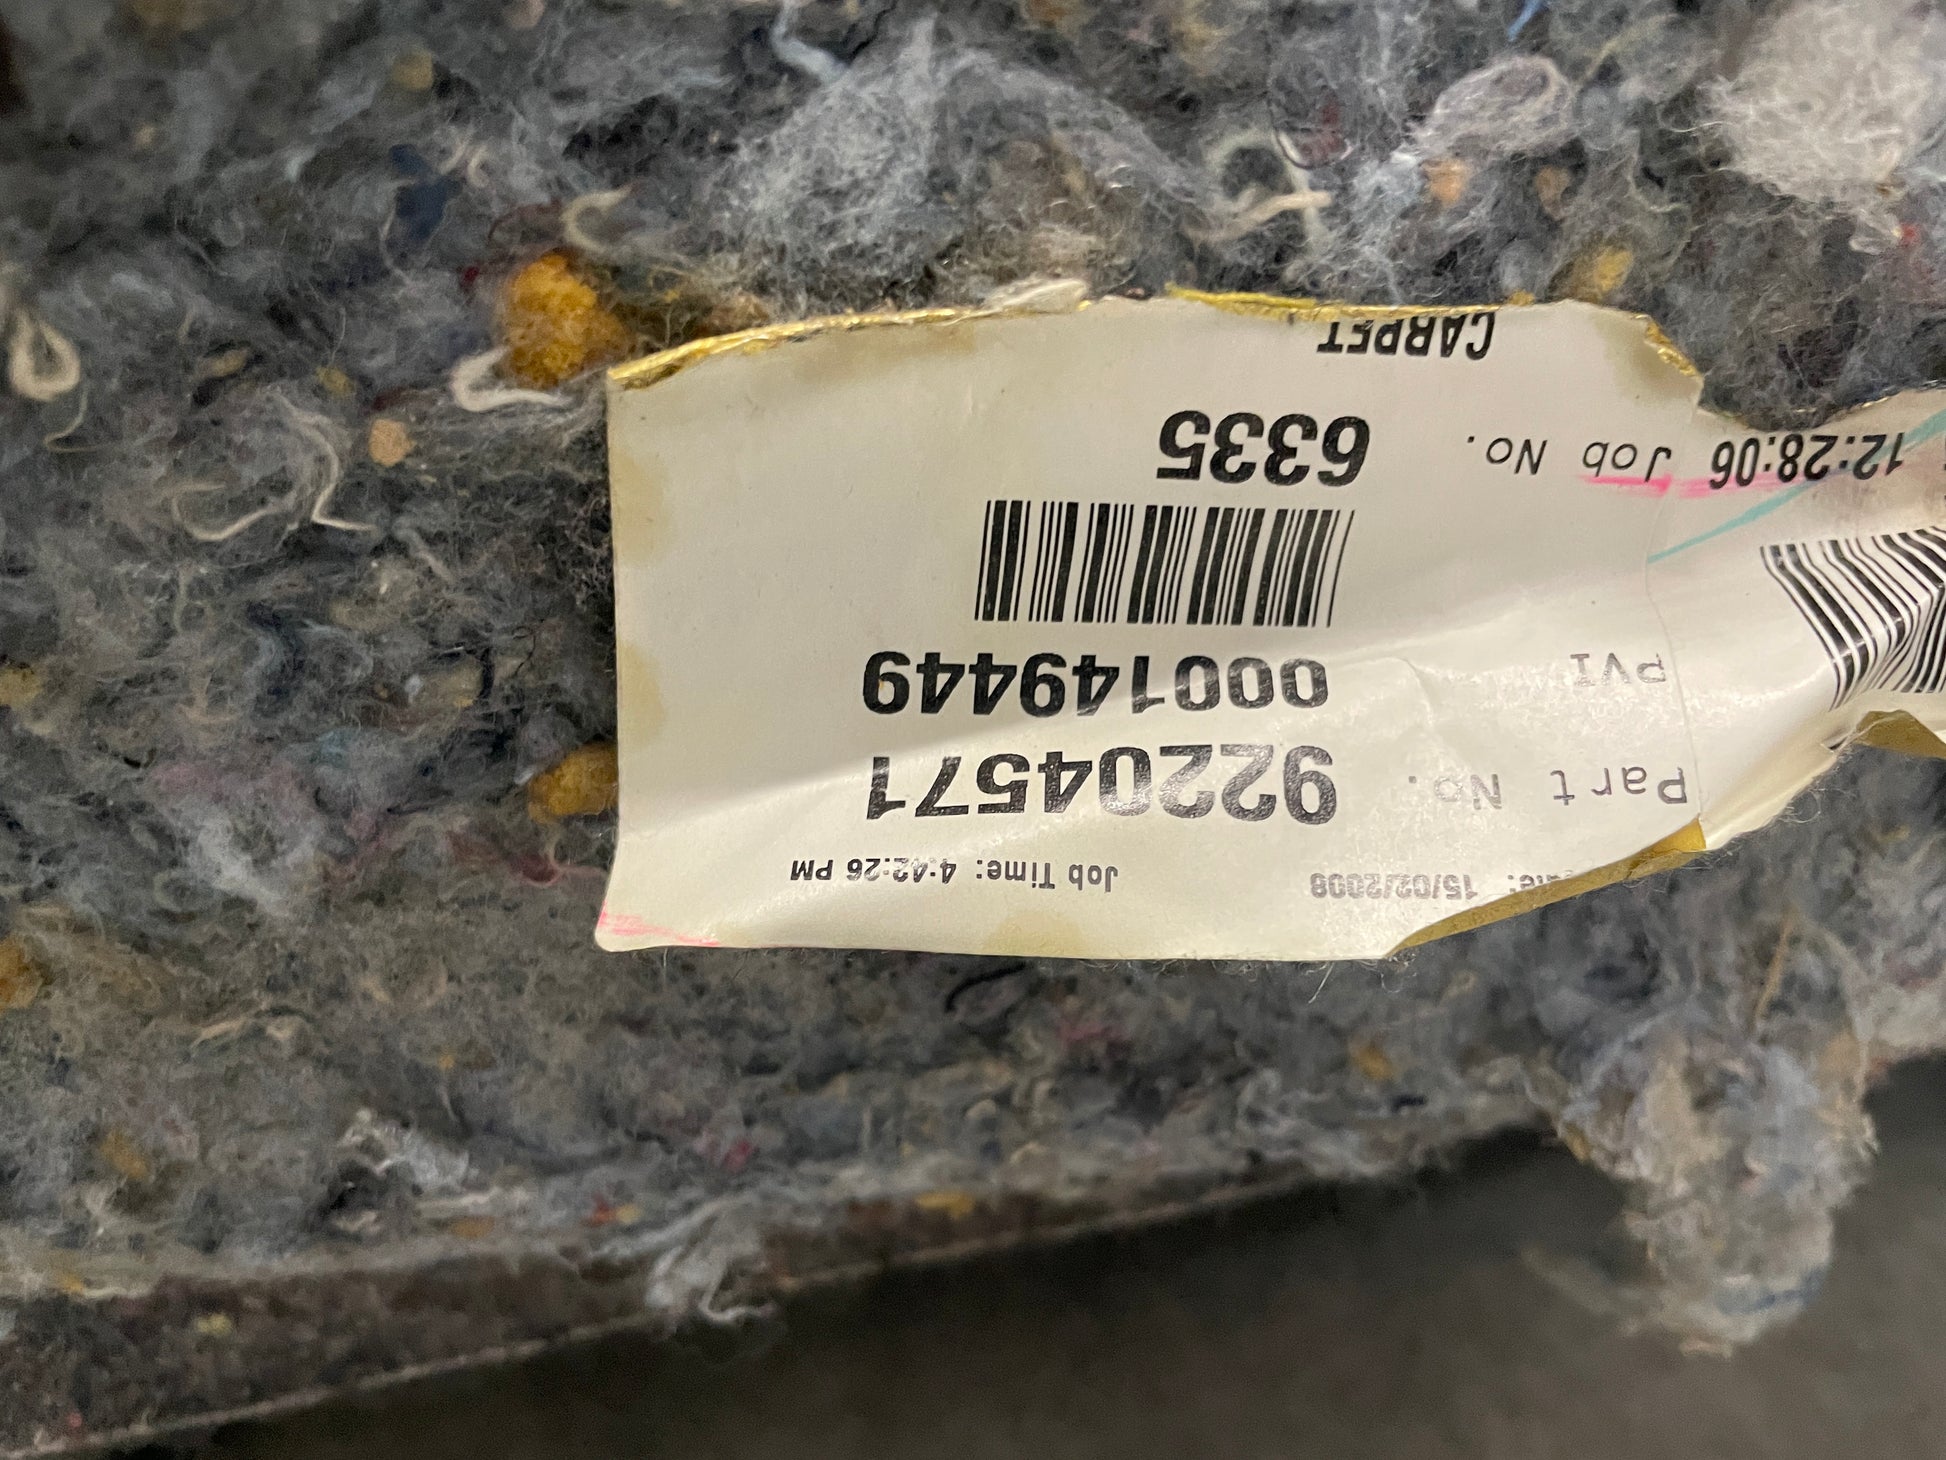 15/02/2008 Job Time: 4:42:26 PM
Part No. 92204571
PVI 000149449
12:28:06 Job No. 6335
CARPET